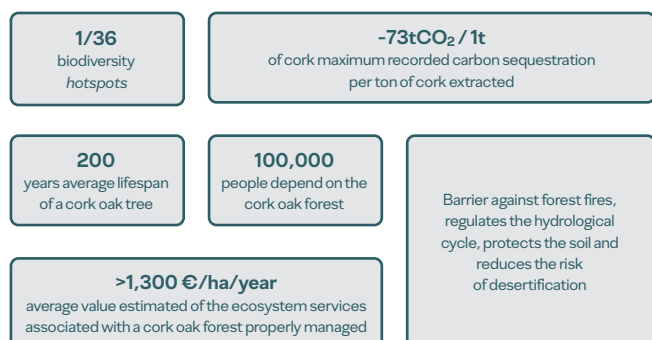 1/36
biodiversity
hotspots
-73tCO₂ / 1t
of cork maximum recorded carbon sequestration
per ton of cork extracted
200
years average lifespan
of a cork oak tree
100,000
people depend on the
cork oak forest
Barrier against forest fires,
regulates the hydrological
cycle, protects the soil and
reduces the risk
of desertification
>1,300 €/ha/year
average value estimated of the ecosystem services
associated with a cork oak forest properly managed